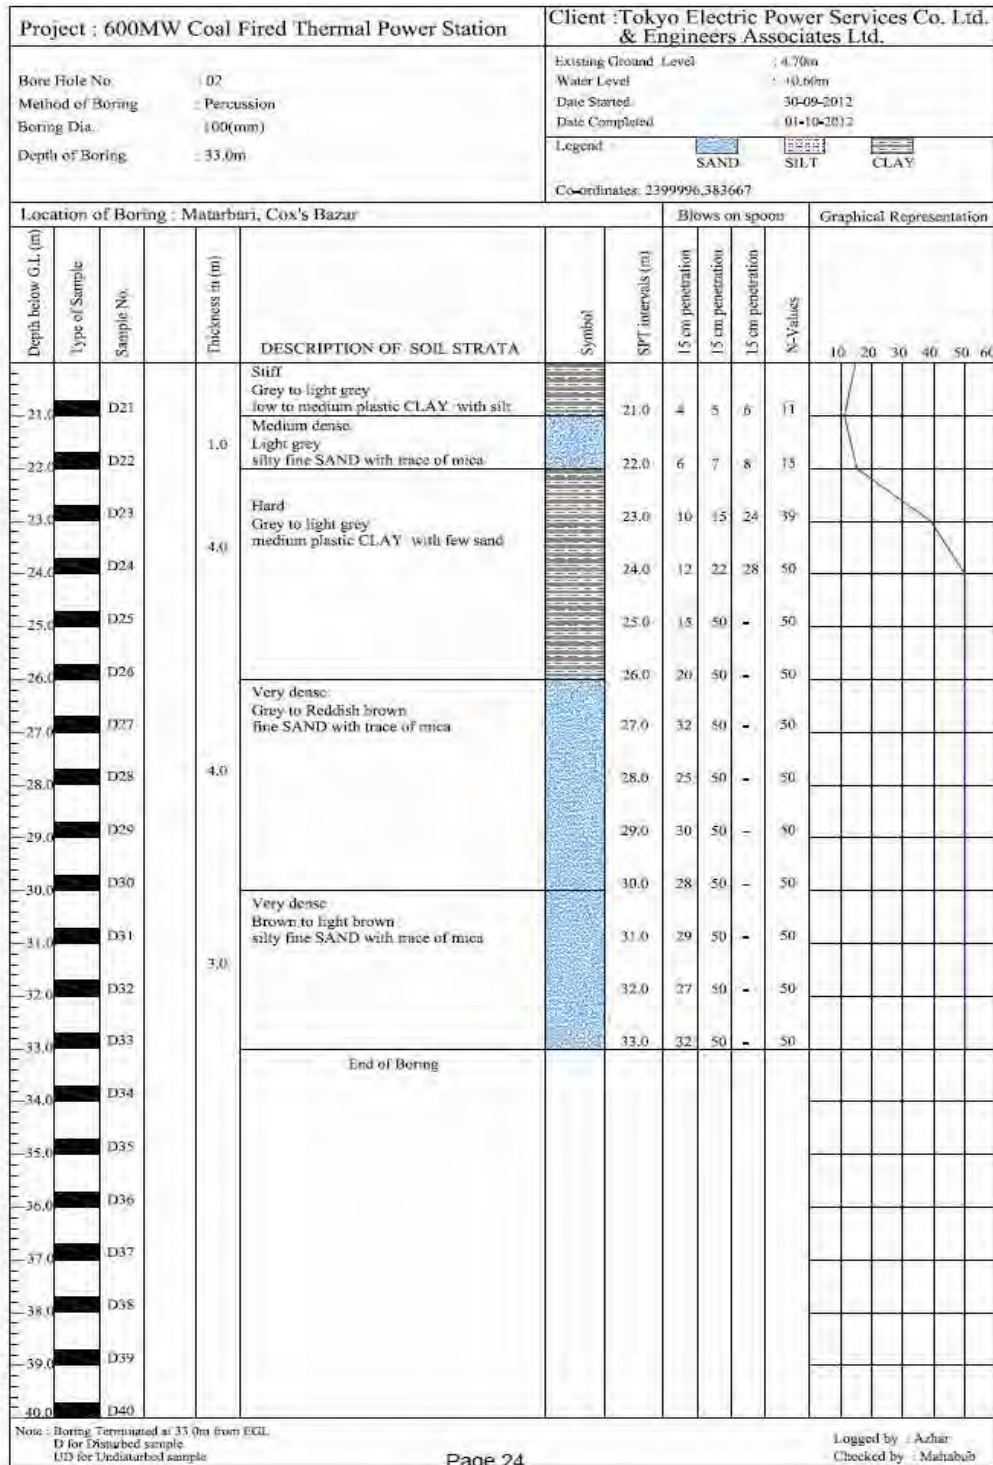 Project : 600MW Coal Fired Thermal Power Station
Client :Tokyo Electric Power Services Co. Ltd.
& Engineers Associates Ltd.
Bore Hole No. : 02
Method of Boring : Percussion
Boring Dia. : 100(mm)
Depth of Boring : 33.0m
Existing Ground Level : 4.70m
Water Level : +0.60m
Date Started 30-09-2012
Date Completed 01-10-2012
Legend :
SAND SILT CLAY
Co-ordinates: 2399996,383667
Location of Boring : Matarbari, Cox's Bazar
Blows on spoon
Graphical Representation
Depth below G.L (m)
Type of Sample
Sample No.
Thickness in (m)
DESCRIPTION OF SOIL STRATA
Symbol
SPT intervals (m)
15 cm penetration
15 cm penetration
15 cm penetration
N-Values
10 20 30 40 50 60
Stiff
Grey to light grey
low to medium plastic CLAY with silt
21.0 D21 21.0 4 5 6 11
Medium dense
Light grey
1.0
silty fine SAND with trace of mica
22.0 D22 22.0 6 7 8 15
Hard
Grey to light grey
medium plastic CLAY with few sand
23.0 D23 23.0 10 15 24 39
4.0
24.0 D24 24.0 12 22 28 50
25.0 D25 25.0 15 50 - 50
26.0 D26 26.0 20 50 - 50
Very dense
Grey to Reddish brown
fine SAND with trace of mica
27.0 D27 27.0 32 50 - 50
4.0
28.0 D28 28.0 25 50 - 50
29.0 D29 29.0 30 50 - 50
30.0 D30 30.0 28 50 - 50
Very dense
Brown to light brown
silty fine SAND with trace of mica
31.0 D31 31.0 29 50 - 50
3.0
32.0 D32 32.0 27 50 - 50
33.0 D33 33.0 32 50 - 50
End of Boring
34.0 D34
35.0 D35
36.0 D36
37.0 D37
38.0 D38
39.0 D39
40.0 D40
Note : Boring Terminated at 33.0m from EGL
D for Disturbed sample
UD for Undisturbed sample
Page 24
Logged by : Azhar
Checked by : Mahabub